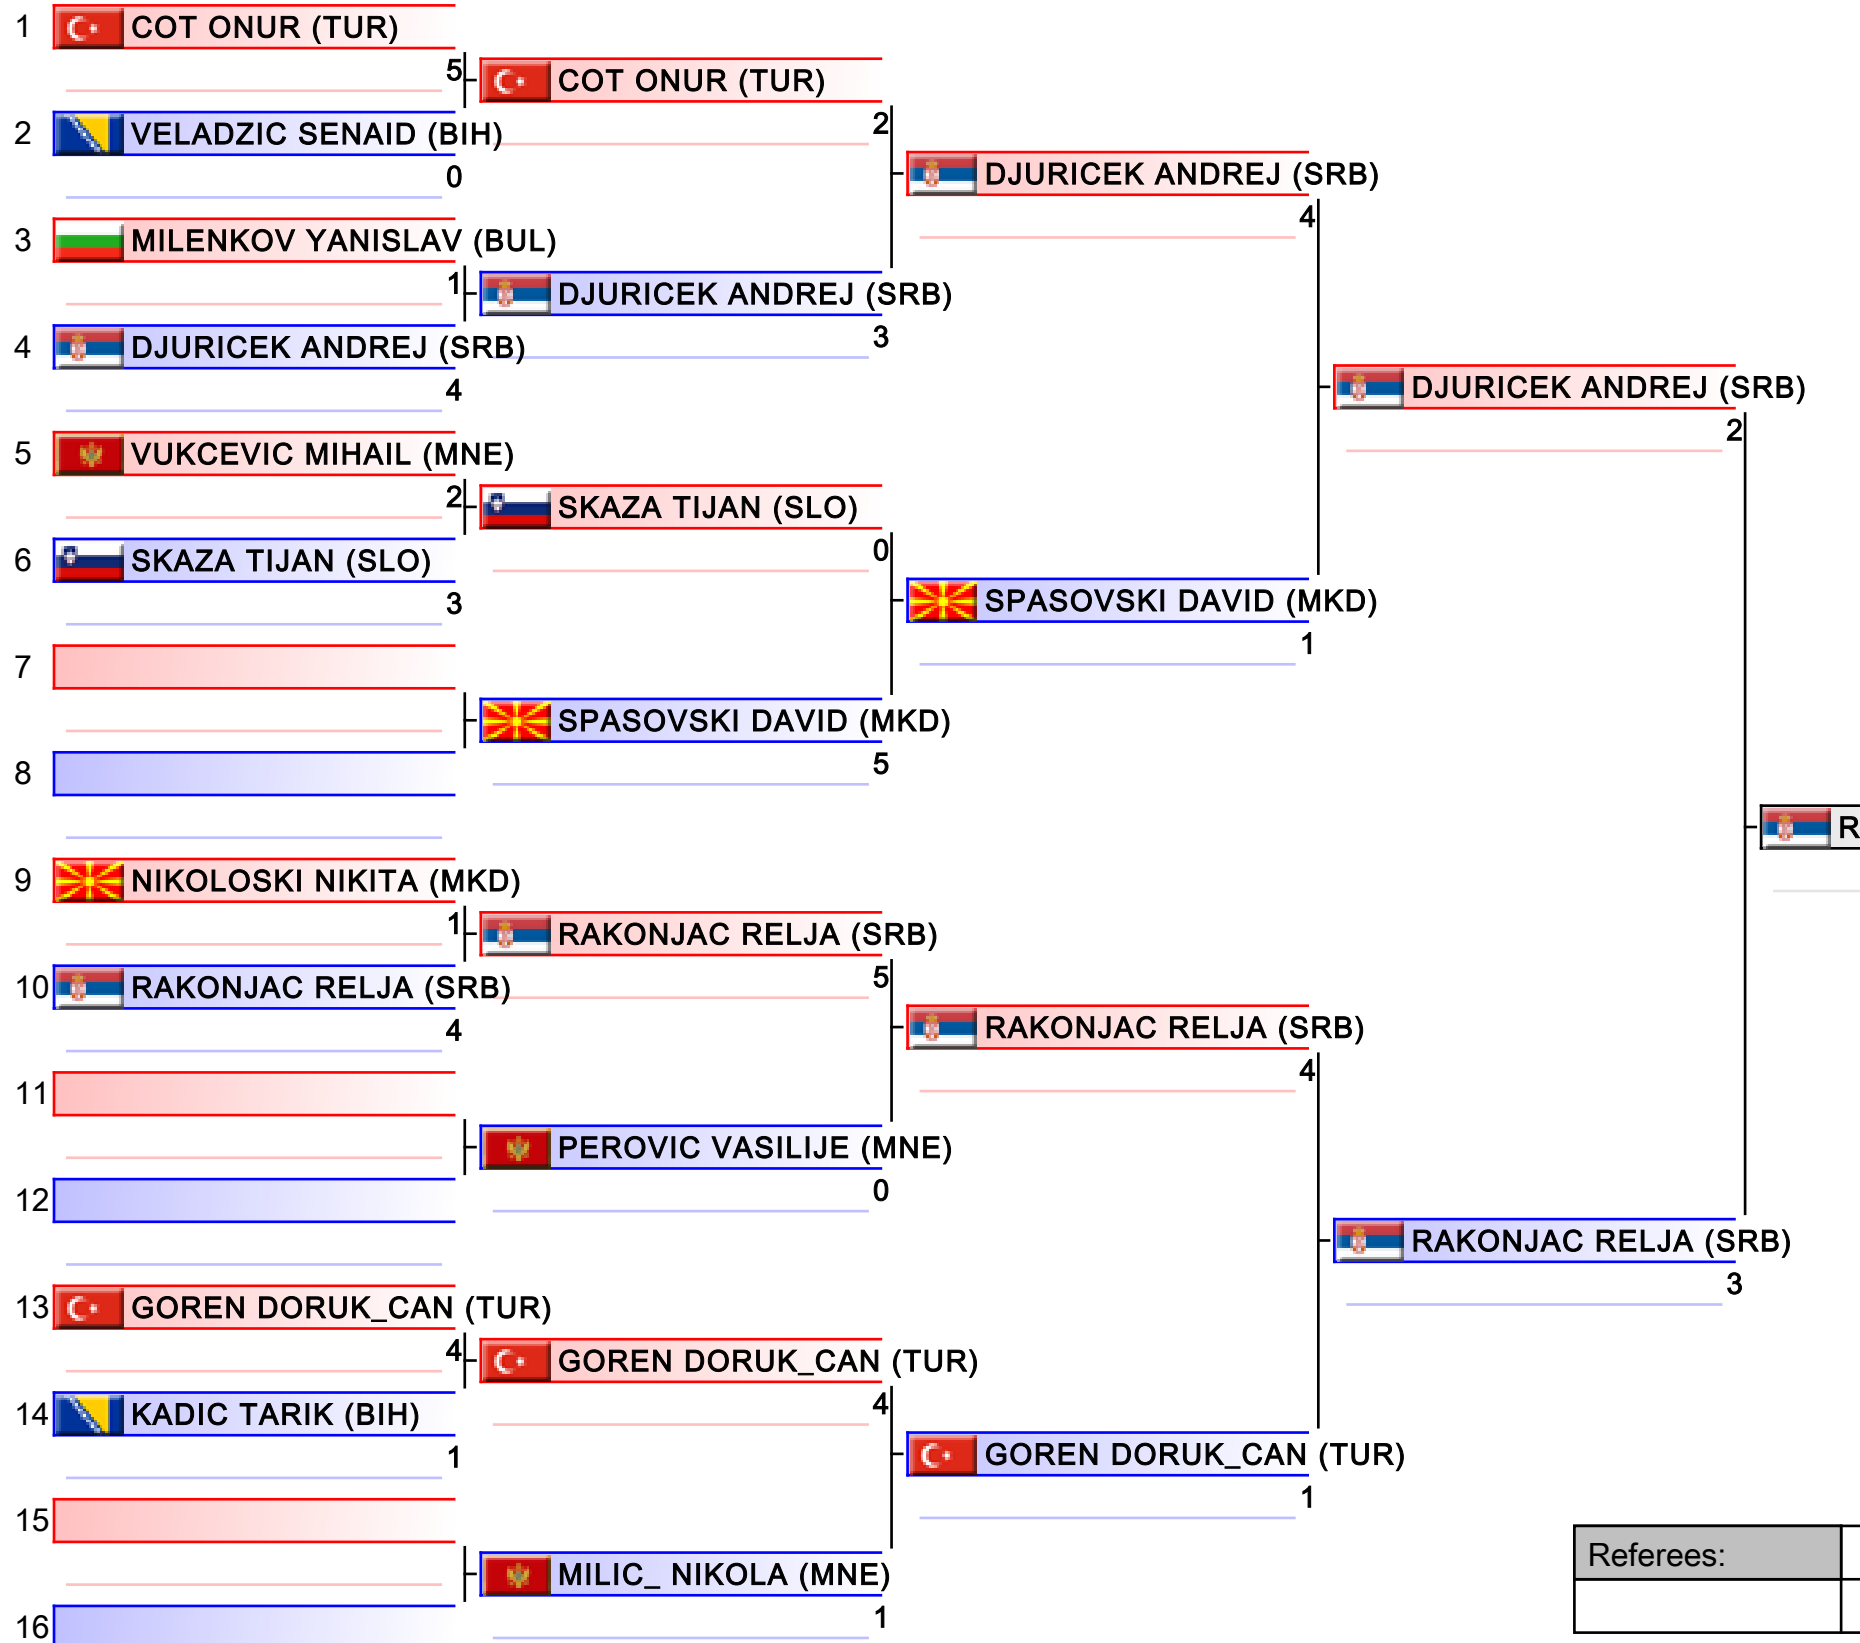 1 COT ONUR (TUR)
5 COT ONUR (TUR)
2 VELADZIC SENAID (BIH)
2
0
DJURICEK ANDREJ (SRB)
4
3 MILENKOV YANISLAV (BUL)
1 DJURICEK ANDREJ (SRB)
3
4 DJURICEK ANDREJ (SRB)
4
DJURICEK ANDREJ (SRB)
2
5 VUKCEVIC MIHAIL (MNE)
2 SKAZA TIJAN (SLO)
0
6 SKAZA TIJAN (SLO)
3
SPASOVSKI DAVID (MKD)
1
7
SPASOVSKI DAVID (MKD)
5
8
R
9 NIKOLOSKI NIKITA (MKD)
1 RAKONJAC RELJA (SRB)
5
10 RAKONJAC RELJA (SRB)
4
RAKONJAC RELJA (SRB)
4
11
PEROVIC VASILIJE (MNE)
0
12
RAKONJAC RELJA (SRB)
3
13 GOREN DORUK_CAN (TUR)
4 GOREN DORUK_CAN (TUR)
4
14 KADIC TARIK (BIH)
1
GOREN DORUK_CAN (TUR)
1
15
MILIC_ NIKOLA (MNE)
1
16
Referees: